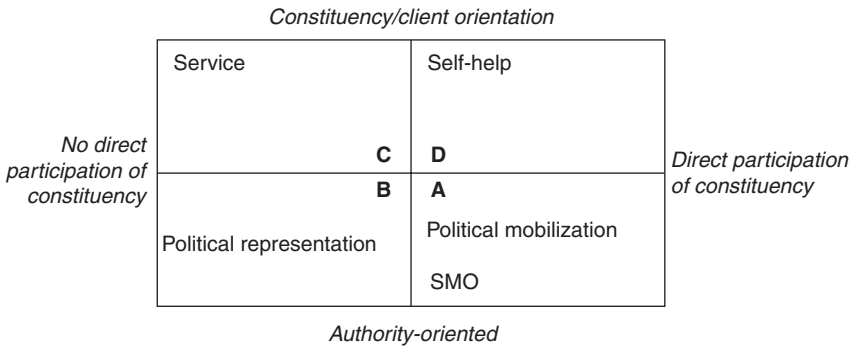 Constituency/client orientation
Service
Self-help
No direct
participation of
constituency
C
D
Direct participation
of constituency
B
A
Political representation
Political mobilization
SMO
Authority-oriented